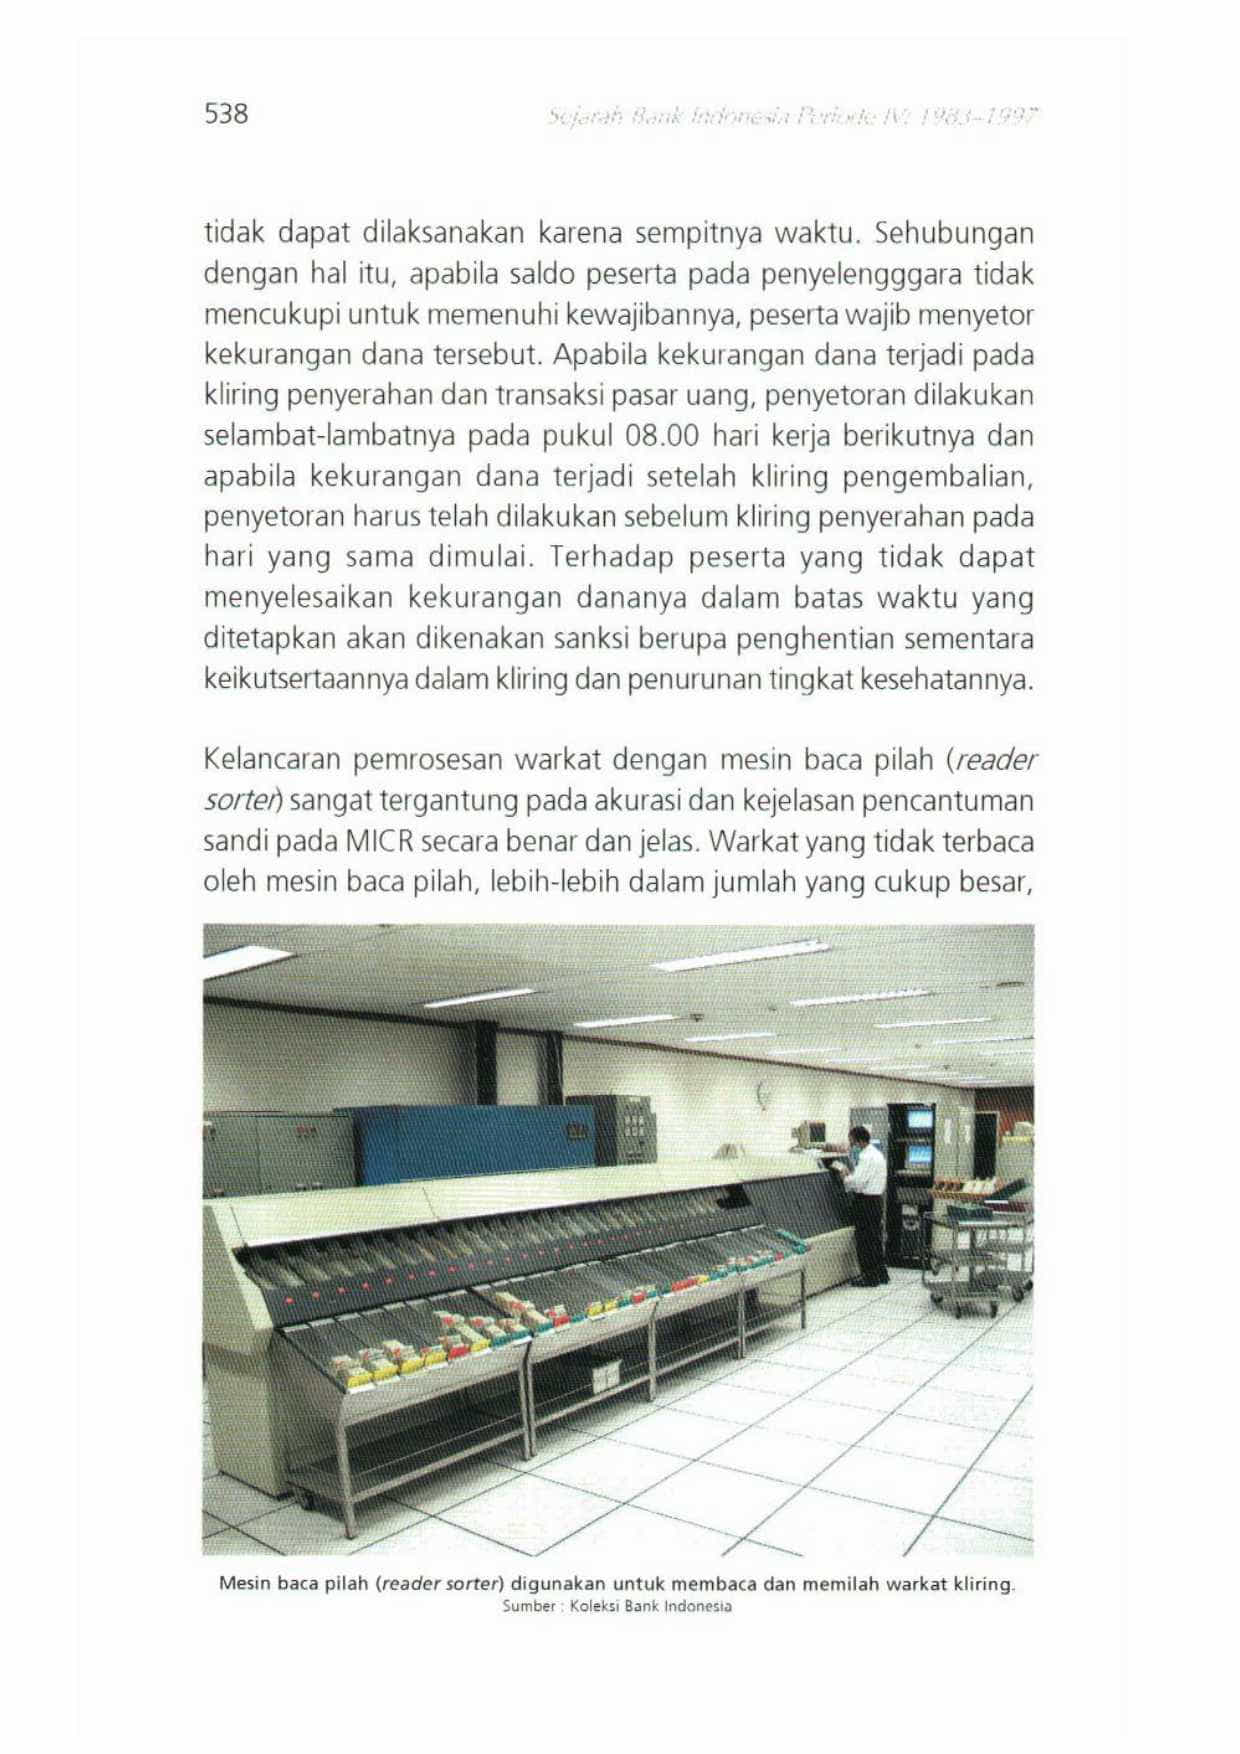 538
Sejarah Bank Indonesia Periode IV: 1983–1997
tidak dapat dilaksanakan karena sempitnya waktu. Sehubungan
dengan hal itu, apabila saldo peserta pada penyelengggara tidak
mencukupi untuk memenuhi kewajibannya, peserta wajib menyetor
kekurangan dana tersebut. Apabila kekurangan dana terjadi pada
kliring penyerahan dan transaksi pasar uang, penyetoran dilakukan
selambat-lambatnya pada pukul 08.00 hari kerja berikutnya dan
apabila kekurangan dana terjadi setelah kliring pengembalian,
penyetoran harus telah dilakukan sebelum kliring penyerahan pada
hari yang sama dimulai. Terhadap peserta yang tidak dapat
menyelesaikan kekurangan dananya dalam batas waktu yang
ditetapkan akan dikenakan sanksi berupa penghentian sementara
keikutsertaannya dalam kliring dan penurunan tingkat kesehatannya.
Kelancaran pemrosesan warkat dengan mesin baca pilah (reader
sorter) sangat tergantung pada akurasi dan kejelasan pencantuman
sandi pada MICR secara benar dan jelas. Warkat yang tidak terbaca
oleh mesin baca pilah, lebih-lebih dalam jumlah yang cukup besar,
Mesin baca pilah (reader sorter) digunakan untuk membaca dan memilah warkat kliring.
Sumber : Koleksi Bank Indonesia